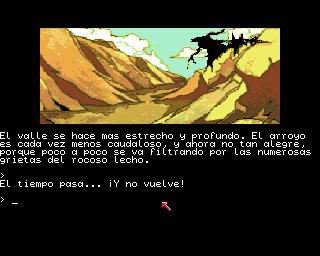 El valle se hace mas estrecho y profundo. El arroyo
es cada vez menos caudaloso, y ahora no tan alegre,
porque poco a poco se va filtrando por las numerosas
grietas del rocoso lecho.
>
El tiempo pasa... ¡Y no vuelve!
> _